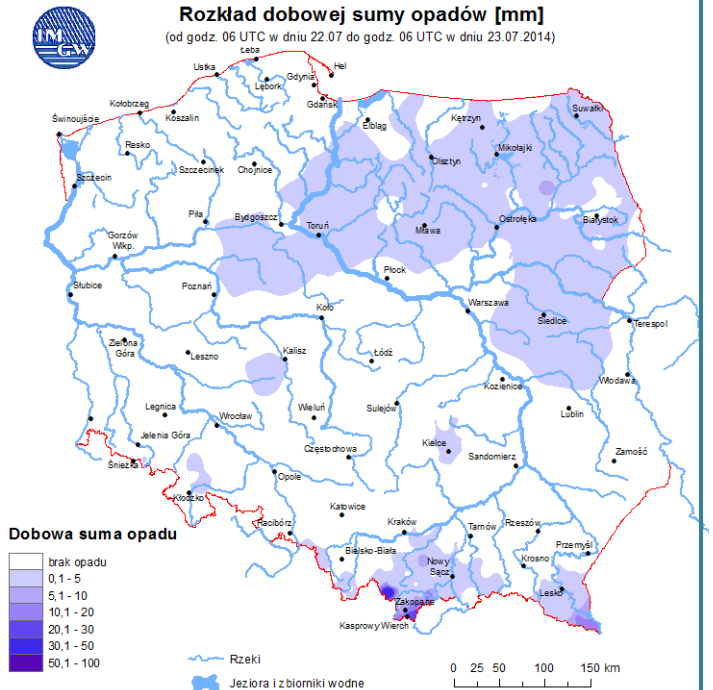 Rozkład dobowej sumy opadów [mm]
(od godz. 06 UTC w dniu 22.07 do godz. 06 UTC w dniu 23.07.2014)
IM
GW
Łeba
Hel
Ustka
Gdynia
Lębork
Gdańsk
Kołobrzeg
Koszalin
Suwałki
Świnoujście
Elbląg
Kętrzyn
Resko
Mikołajki
Szczecinek
Chojnice
Olsztyn
Szczecin
Piła
Bydgoszcz
Toruń
Mława
Ostrołęka
Białystok
Gorzów
Wlkp.
Płock
Słubice
Poznań
Koło
Warszawa
Siedlce
Terespol
Zielona
Góra
Leszno
Kalisz
Łódź
Kozienice
Włodawa
Legnica
Wrocław
Wieluń
Sulejów
Lublin
Jelenia Góra
Kielce
Częstochowa
Sandomierz
Zamość
Śnieżka
Opole
Kłodzko
Katowice
Racibórz
Kraków
Tarnów
Rzeszów
Przemyśl
Bielsko-Biała
Nowy
Sącz
Krosno
Lesko
Zakopane
Kasprowy Wierch
Dobowa suma opadu
brak opadu
0,1 - 5
5,1 - 10
10,1 - 20
20,1 - 30
30,1 - 50
50,1 - 100
Rzeki
Jeziora i zbiorniki wodne
0 25 50 100 150 km